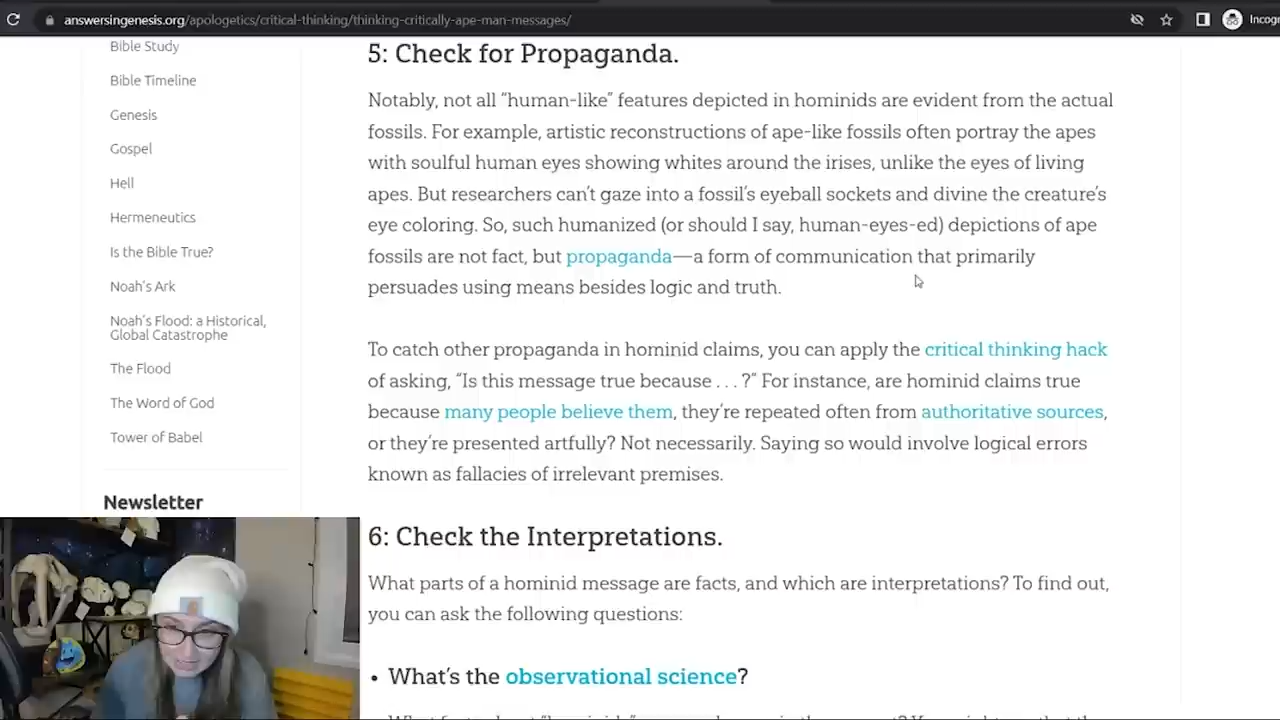 answersingenesis.org/apologetics/critical-thinking/thinking-critically-ape-man-messages/
Incog
Bible Study
Bible Timeline
Genesis
Gospel
Hell
Hermeneutics
Is the Bible True?
Noah's Ark
Noah's Flood: a Historical,
Global Catastrophe
The Flood
The Word of God
Tower of Babel
Newsletter
5: Check for Propaganda.
Notably, not all “human-like” features depicted in hominids are evident from the actual
fossils. For example, artistic reconstructions of ape-like fossils often portray the apes
with soulful human eyes showing whites around the irises, unlike the eyes of living
apes. But researchers can’t gaze into a fossil’s eyeball sockets and divine the creature’s
eye coloring. So, such humanized (or should I say, human-eyes-ed) depictions of ape
fossils are not fact, but propaganda—a form of communication that primarily
persuades using means besides logic and truth.
To catch other propaganda in hominid claims, you can apply the critical thinking hack
of asking, “Is this message true because . . . ?” For instance, are hominid claims true
because many people believe them, they’re repeated often from authoritative sources,
or they’re presented artfully? Not necessarily. Saying so would involve logical errors
known as fallacies of irrelevant premises.
6: Check the Interpretations.
What parts of a hominid message are facts, and which are interpretations? To find out,
you can ask the following questions:
• What’s the observational science?